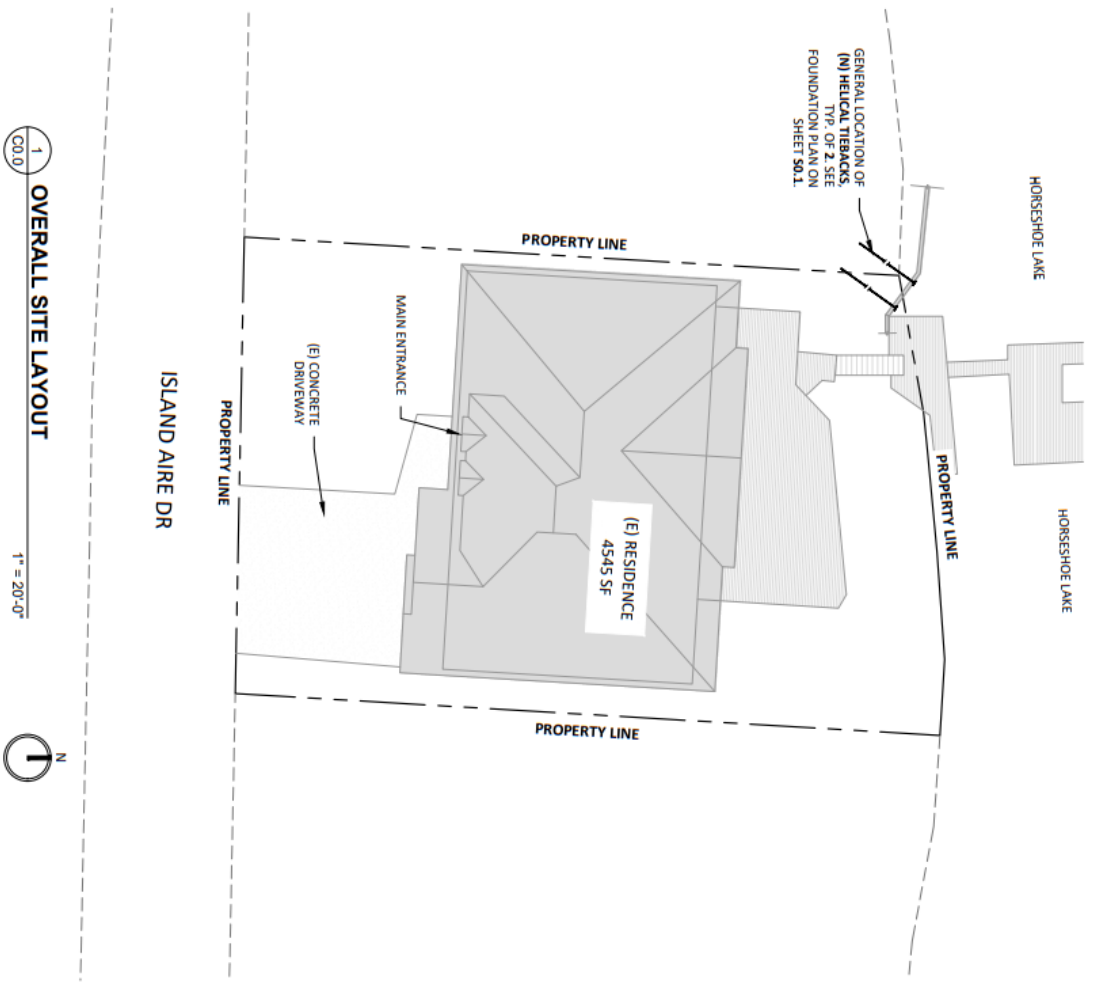 HORSESHOE LAKE
HORSESHOE LAKE
GENERAL LOCATION OF
(N) HELICAL TIEBACKS,
TYP. OF 2. SEE
FOUNDATION PLAN ON
SHEET S0.1.
PROPERTY LINE
PROPERTY LINE
(E) RESIDENCE
4545 SF
MAIN ENTRANCE
(E) CONCRETE
DRIVEWAY
PROPERTY LINE
PROPERTY LINE
ISLAND AIRE DR
1
C0.0
OVERALL SITE LAYOUT
1" = 20'-0"
N